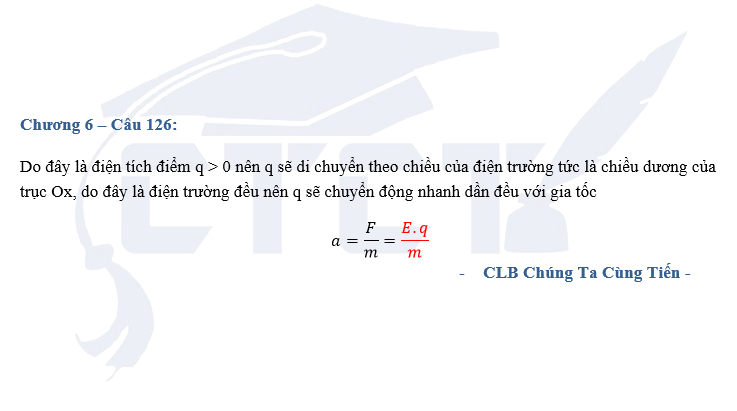 Chương 6 – Câu 126:
Do đây là điện tích điểm q > 0 nên q sẽ di chuyển theo chiều của điện trường tức là chiều dương của
trục Ox, do đây là điện trường đều nên q sẽ chuyển động nhanh dần đều với gia tốc
a = F/m = E.q/m
- CLB Chúng Ta Cùng Tiến -
CTCT